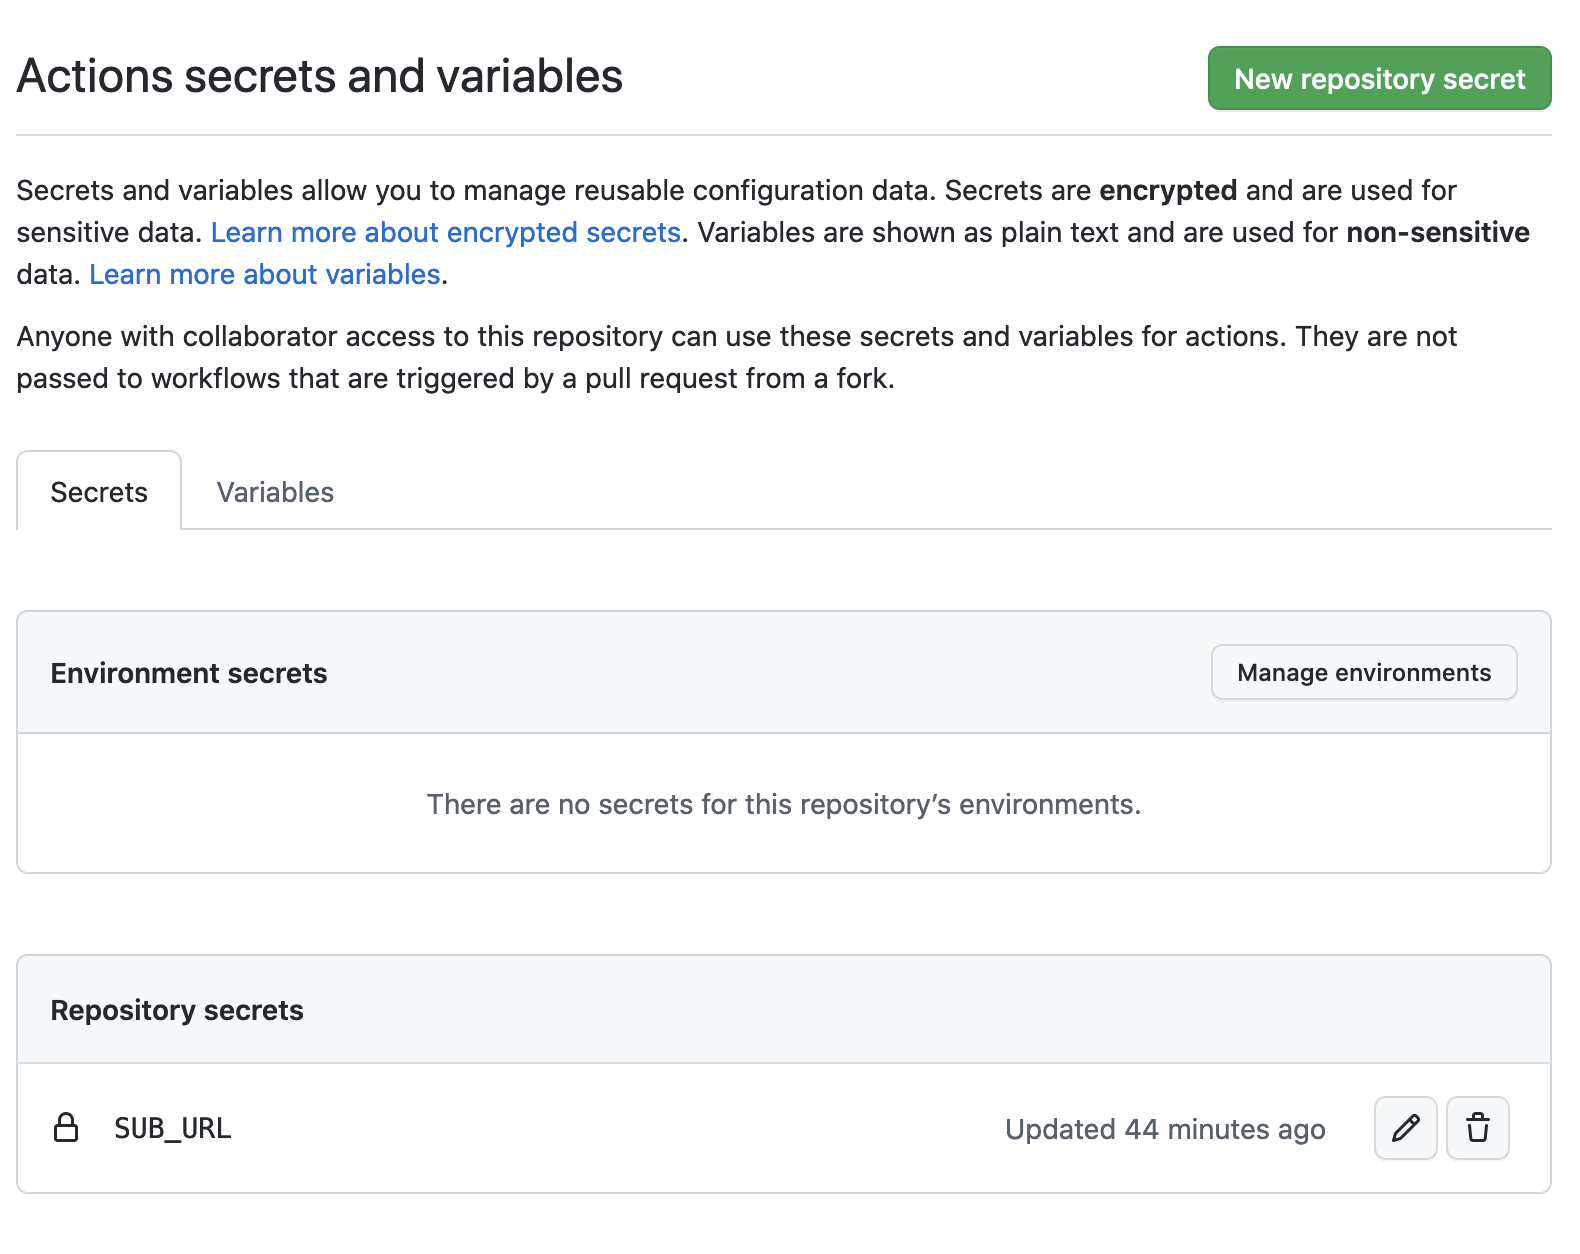 Actions secrets and variables
New repository secret
Secrets and variables allow you to manage reusable configuration data. Secrets are encrypted and are used for
sensitive data. Learn more about encrypted secrets. Variables are shown as plain text and are used for non-sensitive
data. Learn more about variables.
Anyone with collaborator access to this repository can use these secrets and variables for actions. They are not
passed to workflows that are triggered by a pull request from a fork.
Secrets
Variables
Environment secrets
Manage environments
There are no secrets for this repository’s environments.
Repository secrets
SUB_URL
Updated 44 minutes ago